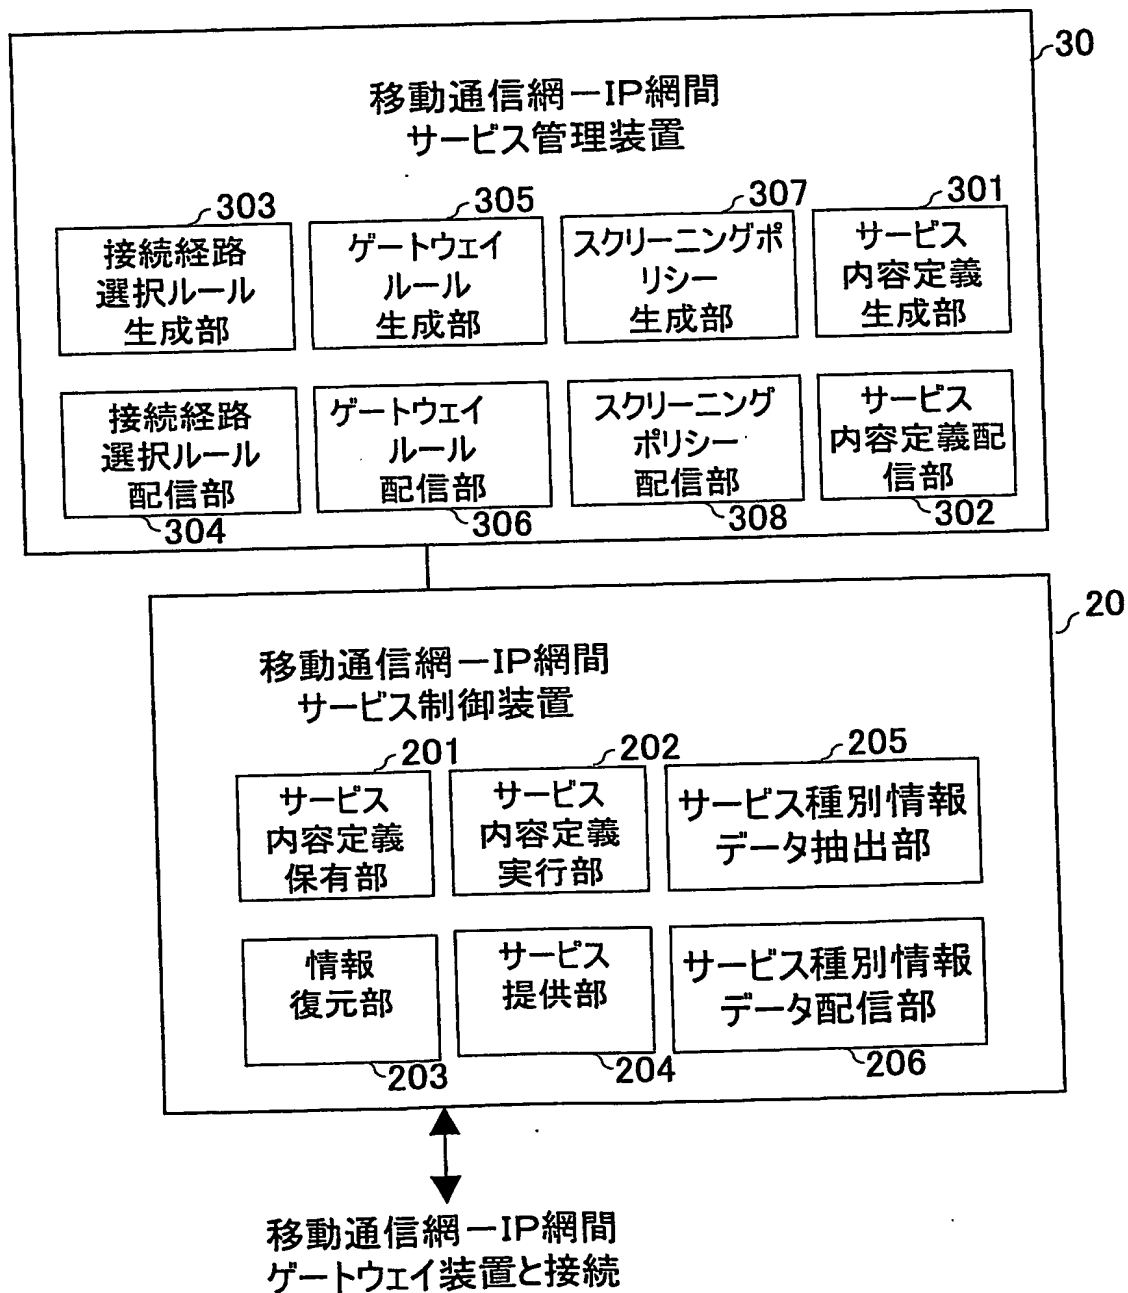 30
移動通信網－IP網間
サービス管理装置
303
接続経路
選択ルール
生成部
305
ゲートウェイ
ルール
生成部
307
スクリーニングポ
リシー
生成部
301
サービス
内容定義
生成部
接続経路
選択ルール
配信部
304
ゲートウェイ
ルール
配信部
306
スクリーニング
ポリシー
配信部
308
サービス
内容定義配
信部
302
20
移動通信網－IP網間
サービス制御装置
201
サービス
内容定義
保有部
202
サービス
内容定義
実行部
205
サービス種別情報
データ抽出部
情報
復元部
203
サービス
提供部
204
サービス種別情報
データ配信部
206
移動通信網－IP網間
ゲートウェイ装置と接続